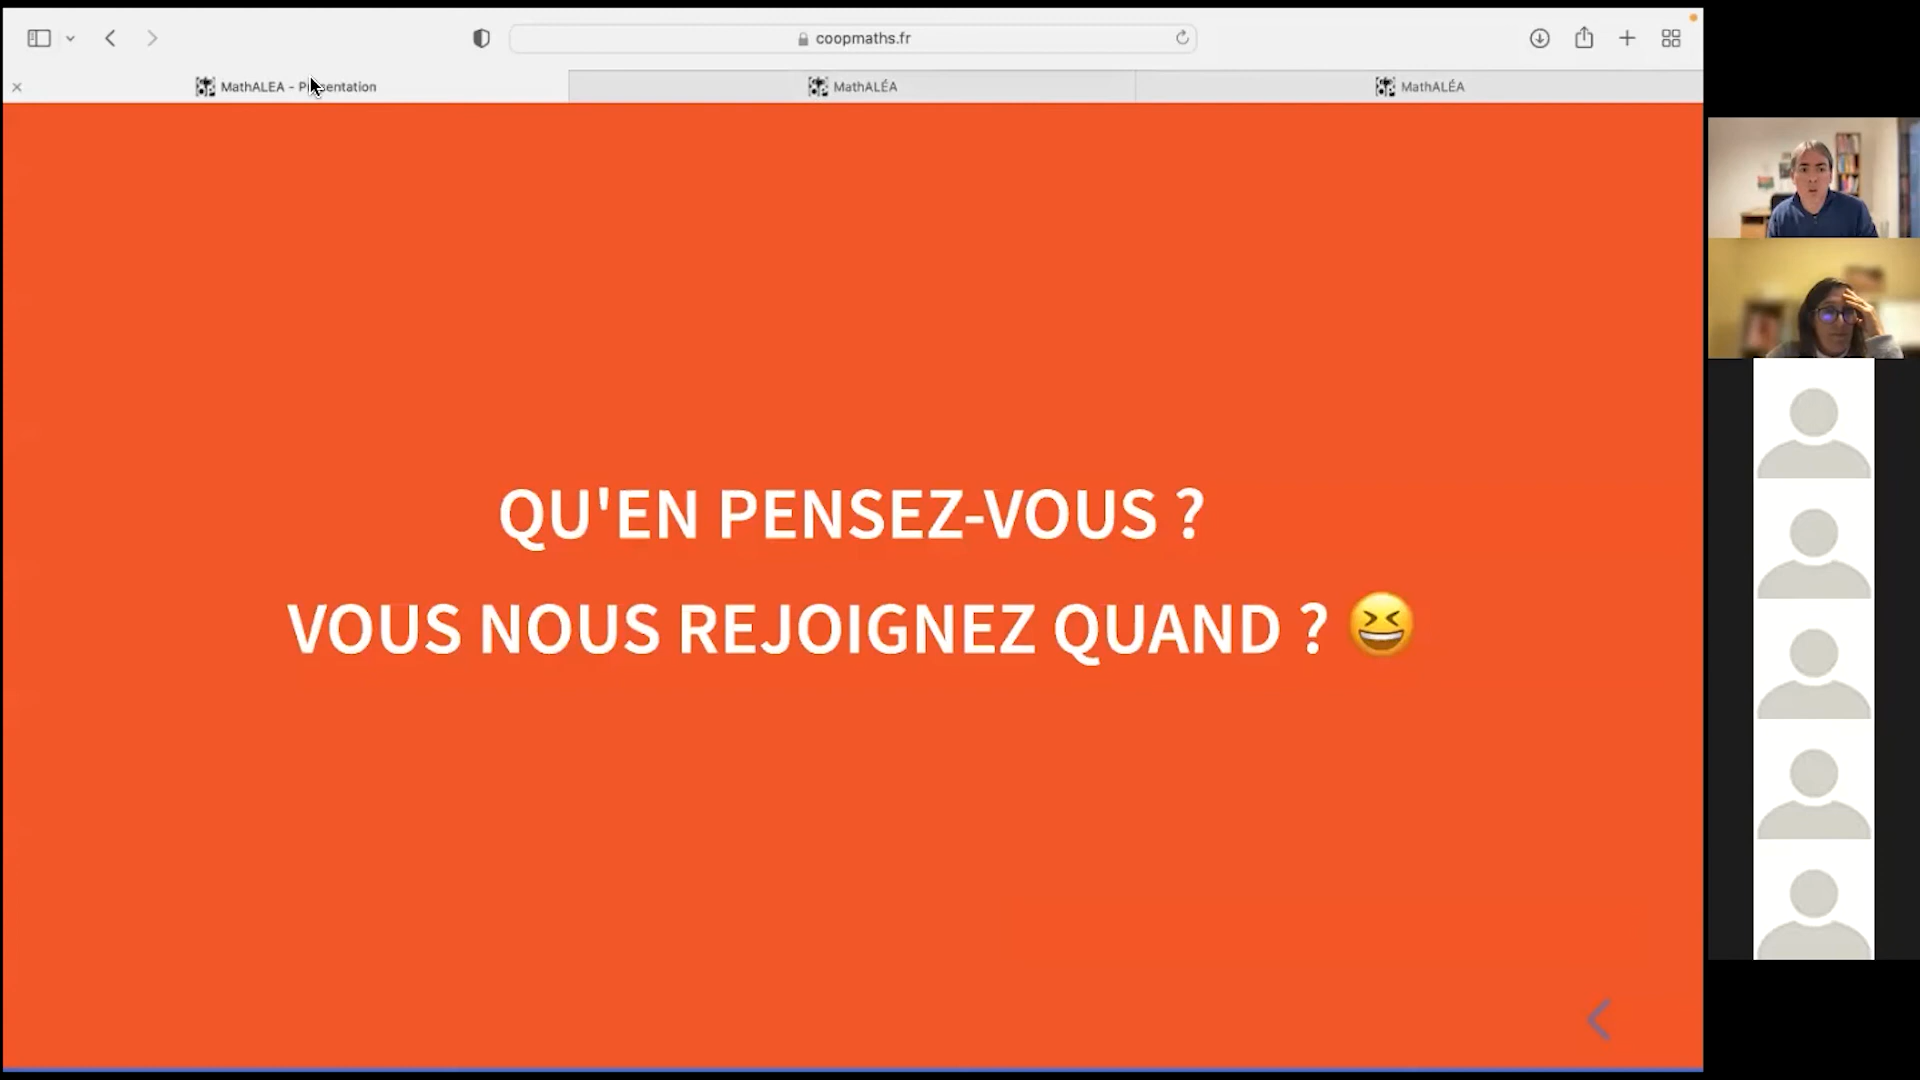 coopmaths.fr
MathALEA - Présentation
MathALÉA
MathALÉA
QU'EN PENSEZ-VOUS ?
VOUS NOUS REJOIGNEZ QUAND ? 😆